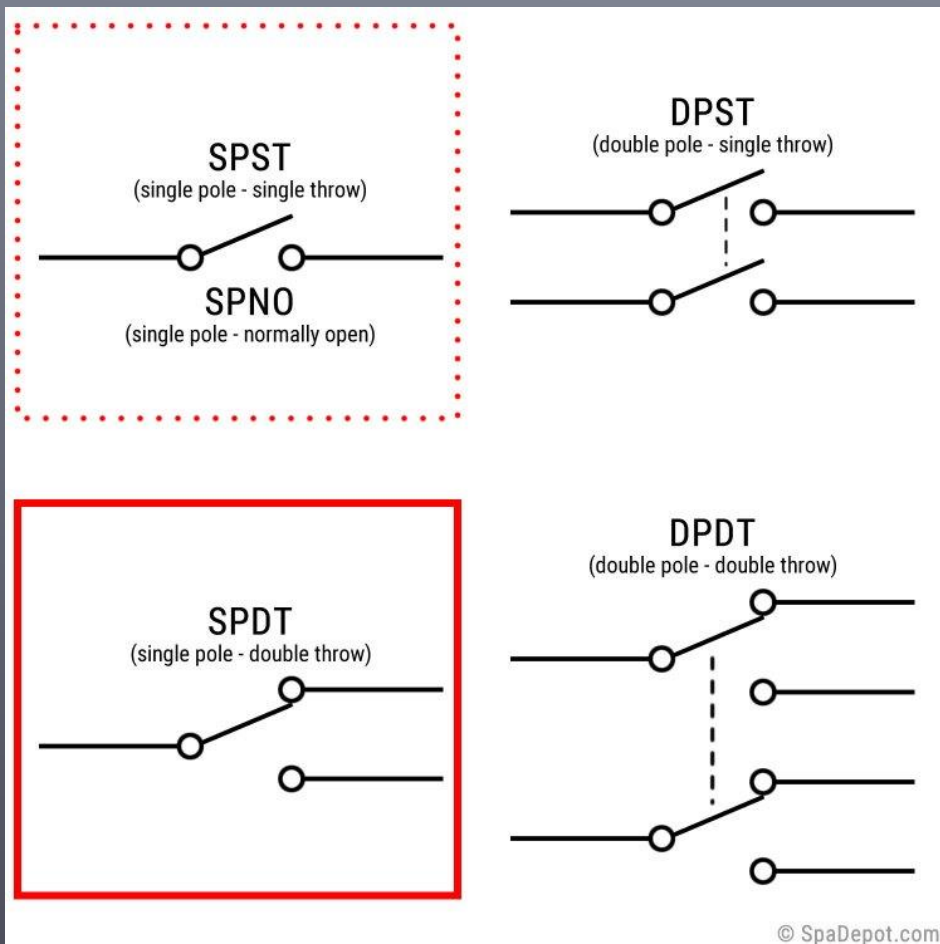 SPST
(single pole - single throw)
SPNO
(single pole - normally open)
DPST
(double pole - single throw)
SPDT
(single pole - double throw)
DPDT
(double pole - double throw)
© SpaDepot.com